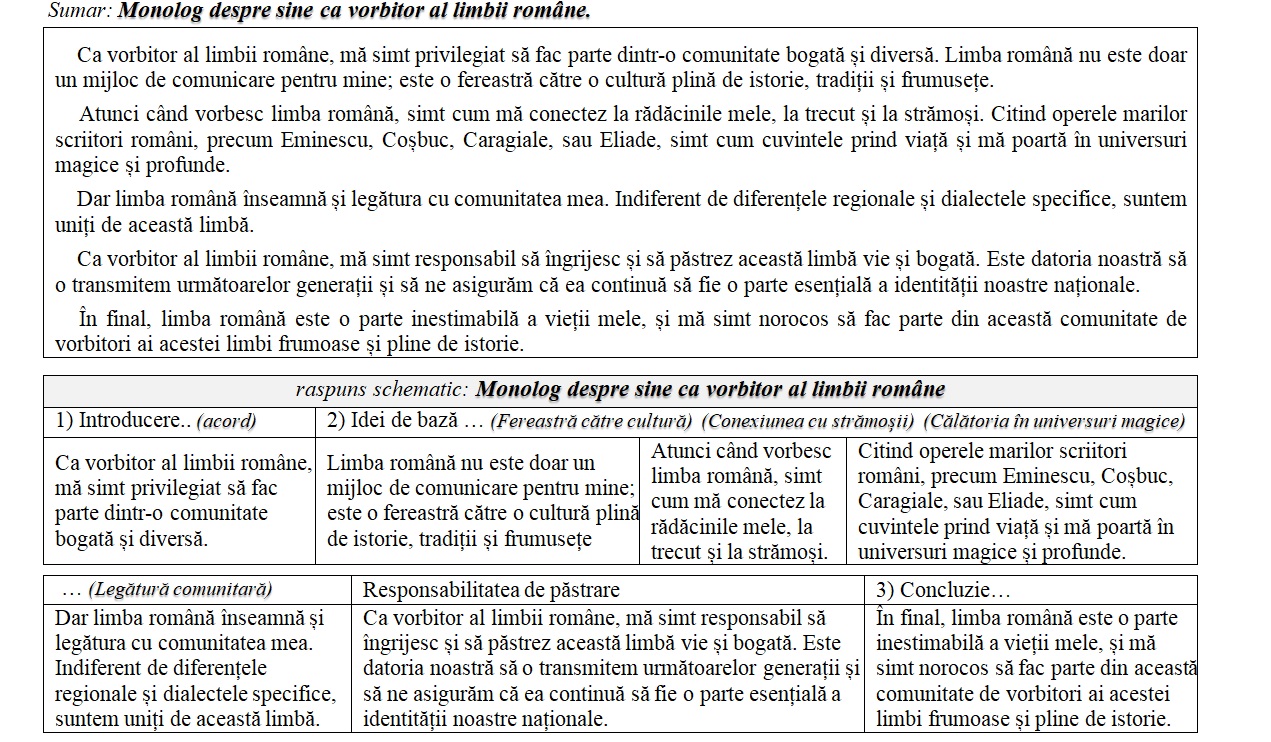 Sumar: Monolog despre sine ca vorbitor al limbii române.
Ca vorbitor al limbii române, mă simt privilegiat să fac parte dintr-o comunitate bogată și diversă. Limba română nu este doar
un mijloc de comunicare pentru mine; este o fereastră către o cultură plină de istorie, tradiții și frumusețe.
Atunci când vorbesc limba română, simt cum mă conectez la rădăcinile mele, la trecut și la strămoși. Citind operele marilor
scriitori români, precum Eminescu, Coșbuc, Caragiale, sau Eliade, simt cum cuvintele prind viață și mă poartă în universuri
magice și profunde.
Dar limba română înseamnă și legătura cu comunitatea mea. Indiferent de diferențele regionale și dialectele specifice, suntem
uniți de această limbă.
Ca vorbitor al limbii române, mă simt responsabil să îngrijesc și să păstrez această limbă vie și bogată. Este datoria noastră să
o transmitem următoarelor generații și să ne asigurăm că ea continuă să fie o parte esențială a identității noastre naționale.
În final, limba română este o parte inestimabilă a vieții mele, și mă simt norocos să fac parte din această comunitate de
vorbitori ai acestei limbi frumoase și pline de istorie.
raspuns schematic: Monolog despre sine ca vorbitor al limbii române
1) Introducere.. (acord)
2) Idei de bază … (Fereastră către cultură) (Conexiunea cu strămoșii) (Călătoria în universuri magice)
Ca vorbitor al limbii române,
mă simt privilegiat să fac
parte dintr-o comunitate
bogată și diversă.
Limba română nu este doar un
mijloc de comunicare pentru mine;
este o fereastră către o cultură plină
de istorie, tradiții și frumusețe
Atunci când vorbesc
limba română, simt
cum mă conectez la
rădăcinile mele, la
trecut și la strămoși.
Citind operele marilor scriitori
români, precum Eminescu, Coșbuc,
Caragiale, sau Eliade, simt cum
cuvintele prind viață și mă poartă în
universuri magice și profunde.
… (Legătură comunitară)
Responsabilitatea de păstrare
3) Concluzie…
Dar limba română înseamnă și
legătura cu comunitatea mea.
Indiferent de diferențele
regionale și dialectele specifice,
suntem uniți de această limbă.
Ca vorbitor al limbii române, mă simt responsabil să
îngrijesc și să păstrez această limbă vie și bogată. Este
datoria noastră să o transmitem următoarelor generații și
să ne asigurăm că ea continuă să fie o parte esențială a
identității noastre naționale.
În final, limba română este o parte
inestimabilă a vieții mele, și mă
simt norocos să fac parte din această
comunitate de vorbitori ai acestei
limbi frumoase și pline de istorie.